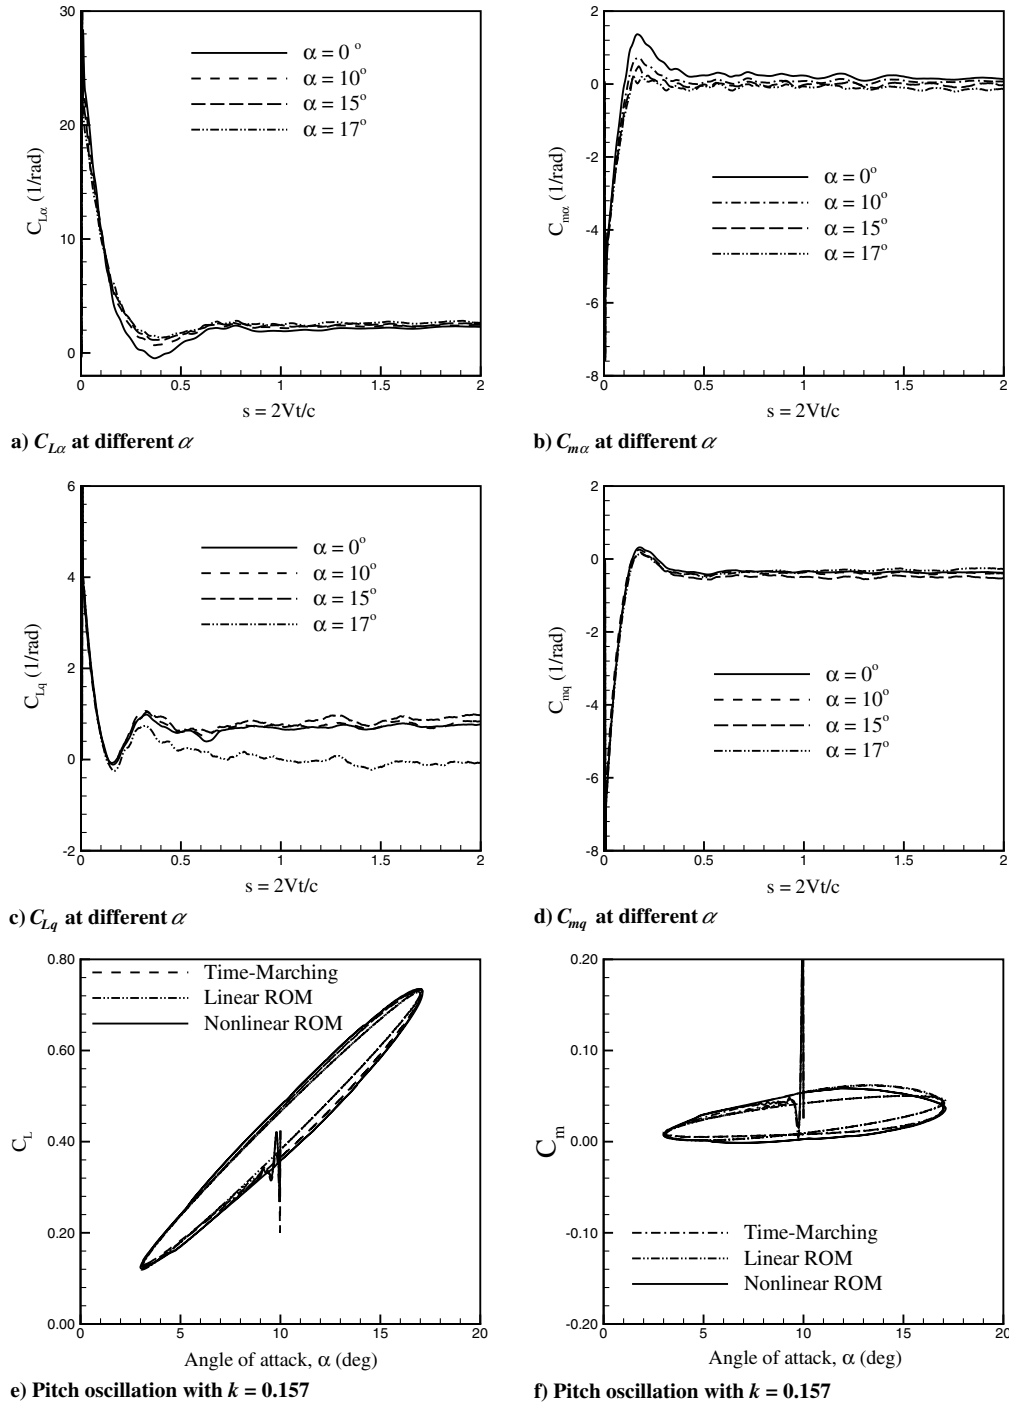 30
20
10
0
C_Lα (1/rad)
α = 0 °
α = 10°
α = 15°
α = 17°
0 0.5 1 1.5 2
s = 2Vt/c
a) C_Lα at different α
2
0
-2
-4
-6
-8
C_mα (1/rad)
α = 0°
α = 10°
α = 15°
α = 17°
0.5 1 1.5 2
s = 2Vt/c
b) C_mα at different α
6
4
2
0
-2
C_Lq (1/rad)
α = 0°
α = 10°
α = 15°
α = 17°
0 0.5 1 1.5 2
s = 2Vt/c
c) C_Lq at different α
2
0
-2
-4
-6
-8
C_mq (1/rad)
α = 0°
α = 10°
α = 15°
α = 17°
0 0.5 1 1.5 2
s = 2Vt/c
d) C_mq at different α
0.80
0.60
0.40
0.20
0.00
C_L
Time-Marching
Linear ROM
Nonlinear ROM
0 5 10 15 20
Angle of attack, α (deg)
e) Pitch oscillation with k = 0.157
0.20
0.10
0.00
-0.10
-0.20
C_m
Time-Marching
Linear ROM
Nonlinear ROM
0 5 10 15 20
Angle of attack, α (deg)
f) Pitch oscillation with k = 0.157